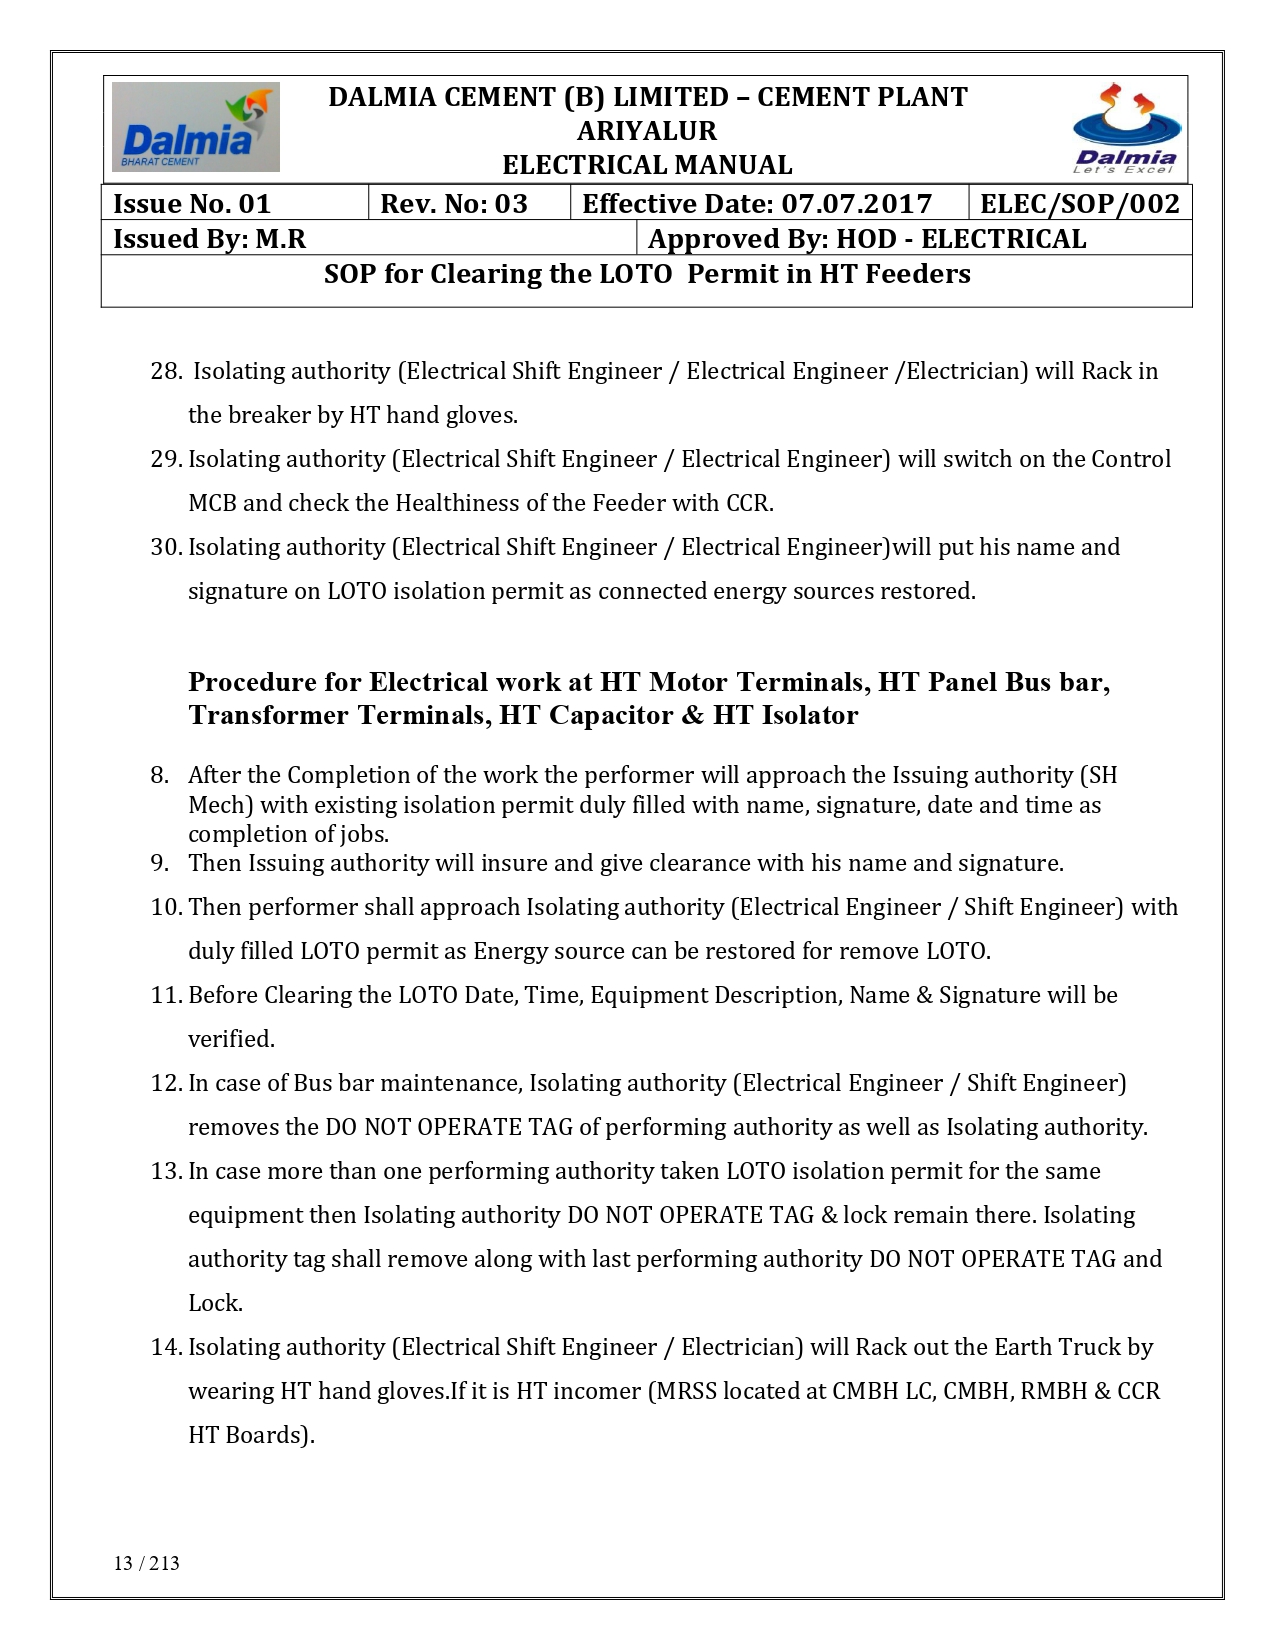 Dalmia
BHARAT CEMENT
DALMIA CEMENT (B) LIMITED – CEMENT PLANT
ARIYALUR
ELECTRICAL MANUAL
Dalmia
Let's Excel
Issue No. 01 Rev. No: 03 Effective Date: 07.07.2017 ELEC/SOP/002
Issued By: M.R Approved By: HOD - ELECTRICAL
SOP for Clearing the LOTO Permit in HT Feeders
28. Isolating authority (Electrical Shift Engineer / Electrical Engineer /Electrician) will Rack in
the breaker by HT hand gloves.
29. Isolating authority (Electrical Shift Engineer / Electrical Engineer) will switch on the Control
MCB and check the Healthiness of the Feeder with CCR.
30. Isolating authority (Electrical Shift Engineer / Electrical Engineer)will put his name and
signature on LOTO isolation permit as connected energy sources restored.
Procedure for Electrical work at HT Motor Terminals, HT Panel Bus bar,
Transformer Terminals, HT Capacitor & HT Isolator
8. After the Completion of the work the performer will approach the Issuing authority (SH
Mech) with existing isolation permit duly filled with name, signature, date and time as
completion of jobs.
9. Then Issuing authority will insure and give clearance with his name and signature.
10. Then performer shall approach Isolating authority (Electrical Engineer / Shift Engineer) with
duly filled LOTO permit as Energy source can be restored for remove LOTO.
11. Before Clearing the LOTO Date, Time, Equipment Description, Name & Signature will be
verified.
12. In case of Bus bar maintenance, Isolating authority (Electrical Engineer / Shift Engineer)
removes the DO NOT OPERATE TAG of performing authority as well as Isolating authority.
13. In case more than one performing authority taken LOTO isolation permit for the same
equipment then Isolating authority DO NOT OPERATE TAG & lock remain there. Isolating
authority tag shall remove along with last performing authority DO NOT OPERATE TAG and
Lock.
14. Isolating authority (Electrical Shift Engineer / Electrician) will Rack out the Earth Truck by
wearing HT hand gloves.If it is HT incomer (MRSS located at CMBH LC, CMBH, RMBH & CCR
HT Boards).
13 / 213